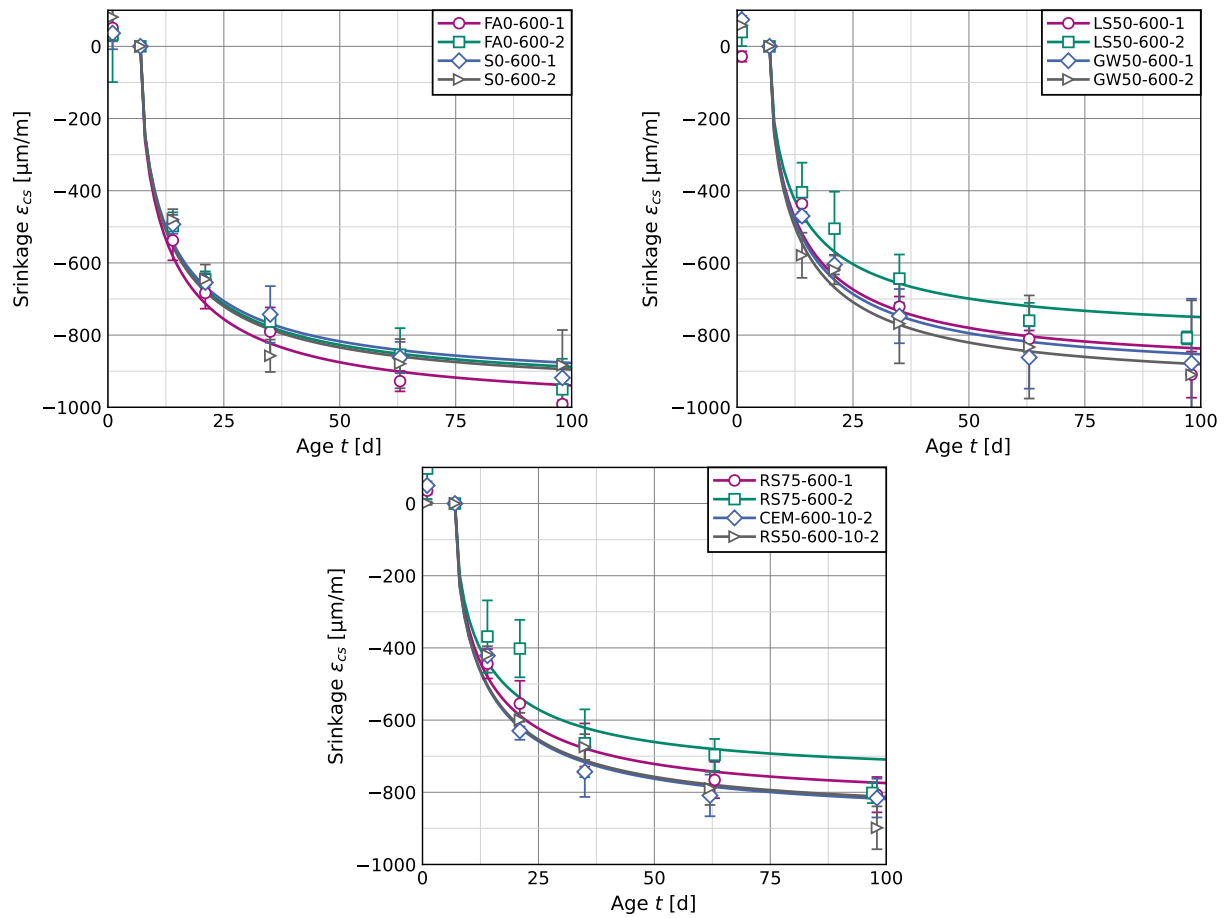 FA0-600-1
FA0-600-2
S0-600-1
S0-600-2
0
−200
−400
−600
−800
−1000
Srinkage εcs [μm/m]
0 25 50 75 100
Age t [d]
LS50-600-1
LS50-600-2
GW50-600-1
GW50-600-2
0
−200
−400
−600
−800
−1000
Srinkage εcs [μm/m]
0 25 50 75 100
Age t [d]
RS75-600-1
RS75-600-2
CEM-600-10-2
RS50-600-10-2
0
−200
−400
−600
−800
−1000
Srinkage εcs [μm/m]
0 25 50 75 100
Age t [d]